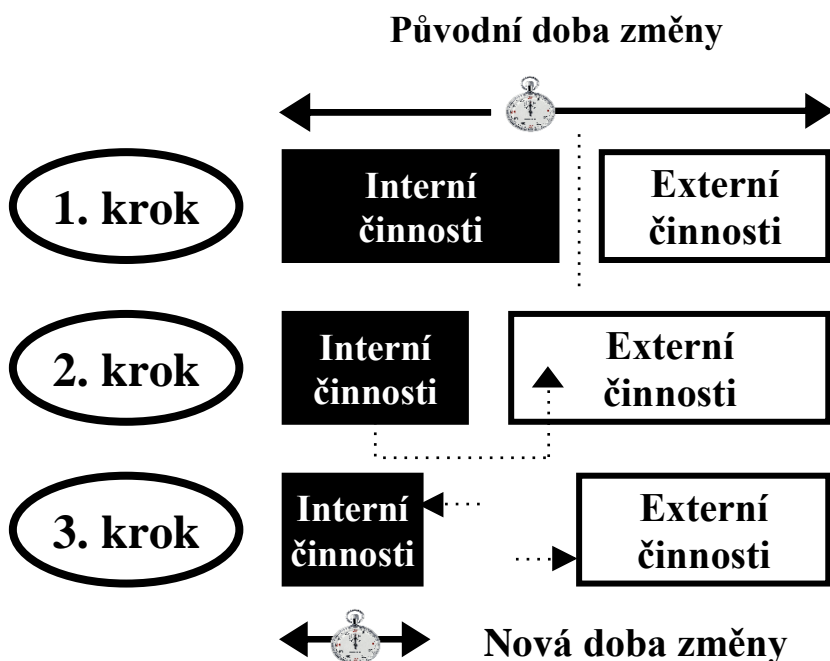 Původní doba změny
1. krok
Interní
činnosti
Externí
činnosti
2. krok
Interní
činnosti
Externí
činnosti
3. krok
Interní
činnosti
Externí
činnosti
Nová doba změny